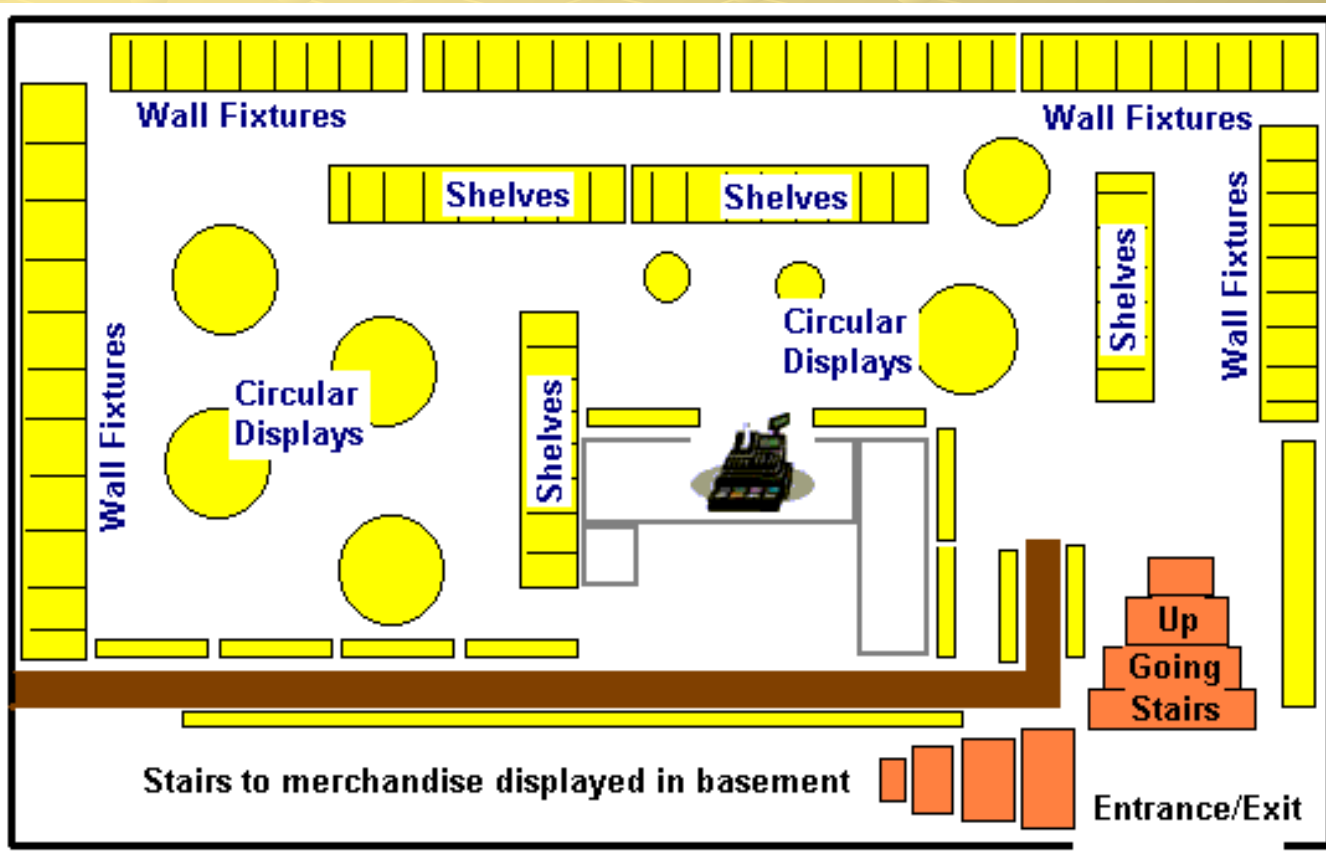 Wall Fixtures
Wall Fixtures
Shelves
Shelves
Wall Fixtures
Shelves
Circular
Displays
Wall Fixtures
Circular
Displays
Shelves
Up
Going
Stairs
Stairs to merchandise displayed in basement
Entrance/Exit